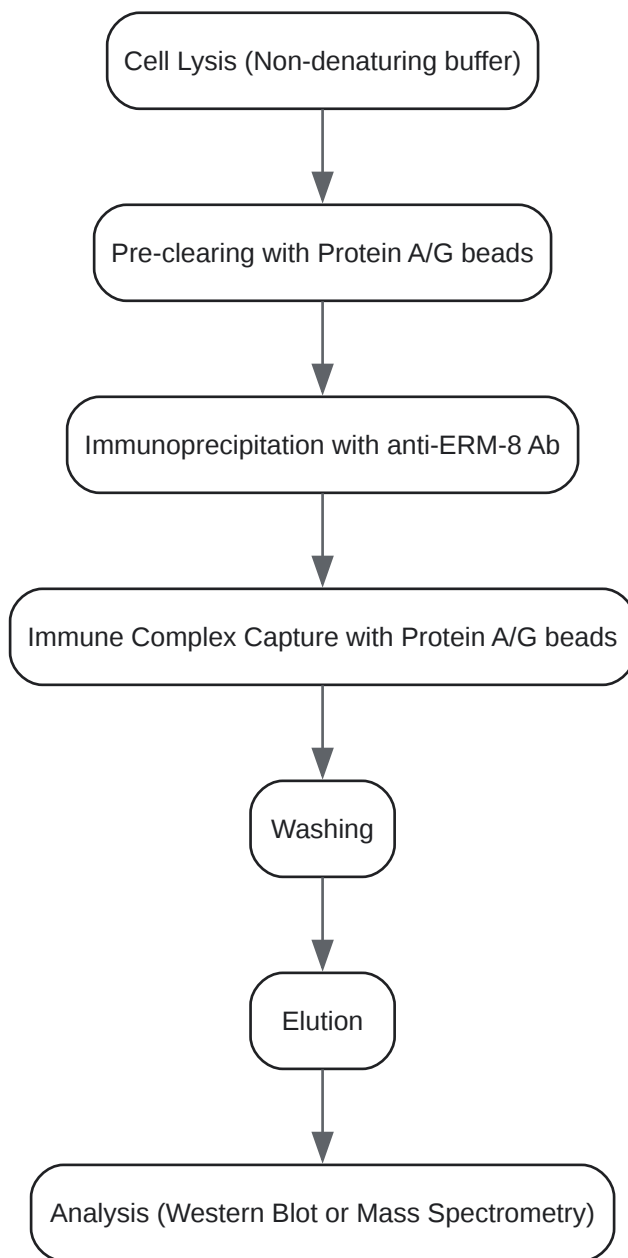 Cell Lysis (Non-denaturing buffer)
Pre-clearing with Protein A/G beads
Immunoprecipitation with anti-ERM-8 Ab
Immune Complex Capture with Protein A/G beads
Washing
Elution
Analysis (Western Blot or Mass Spectrometry)